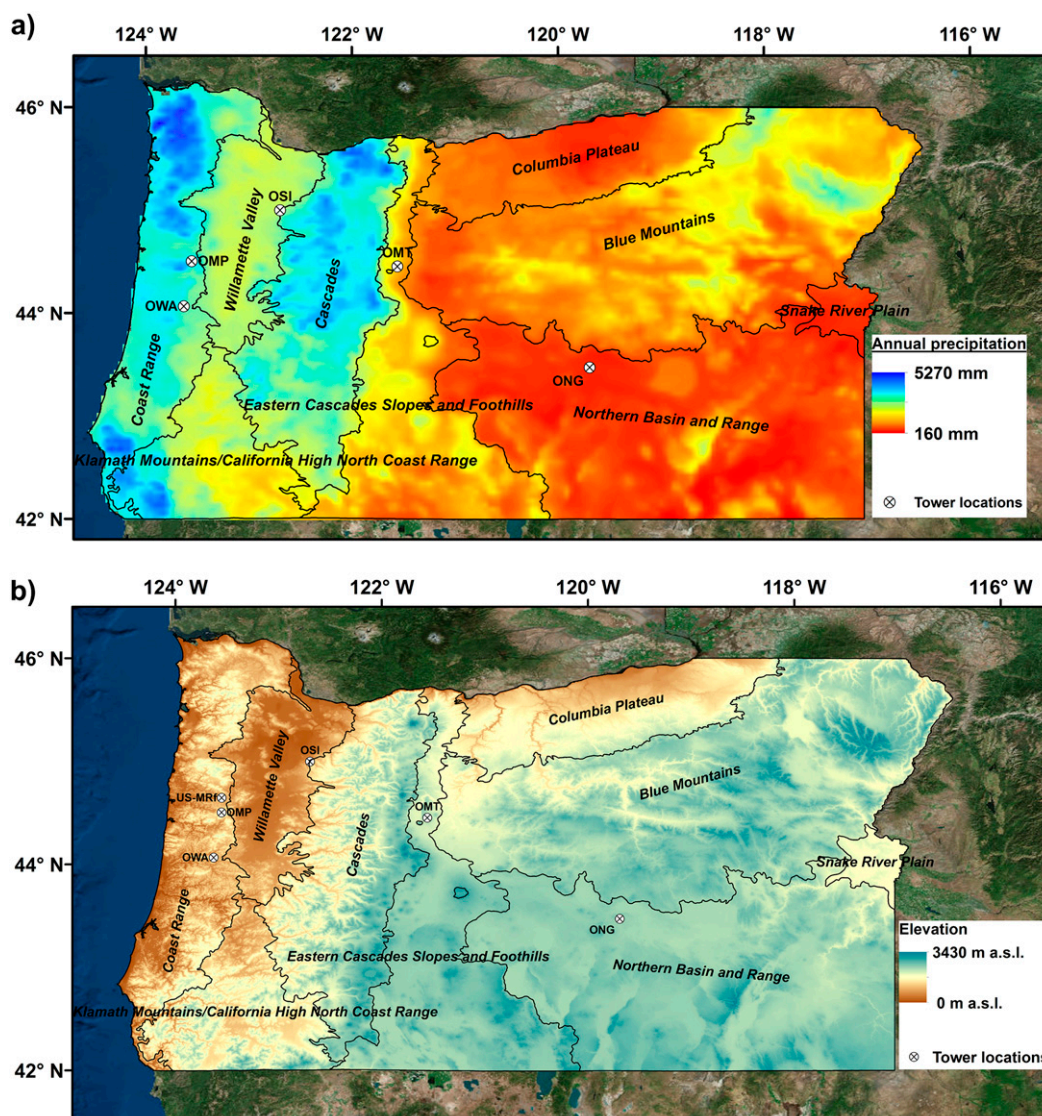 a)
124° W 122° W 120° W 118° W 116° W
46° N
44° N
42° N
Columbia Plateau
OSI
Willamette Valley
Blue Mountains
OMP
OMT
OWA
Cascades
Snake River Plain
Coast Range
ONG
Eastern Cascades Slopes and Foothills
Northern Basin and Range
Klamath Mountains/California High North Coast Range
Annual precipitation
5270 mm
160 mm
Tower locations
b)
124° W 122° W 120° W 118° W 116° W
46° N
44° N
42° N
Columbia Plateau
OSI
Willamette Valley
Blue Mountains
US-MRf
OMP
OMT
Cascades
OWA
Snake River Plain
Coast Range
ONG
Eastern Cascades Slopes and Foothills
Northern Basin and Range
Klamath Mountains/California High North Coast Range
Elevation
3430 m a.s.l.
0 m a.s.l.
Tower locations